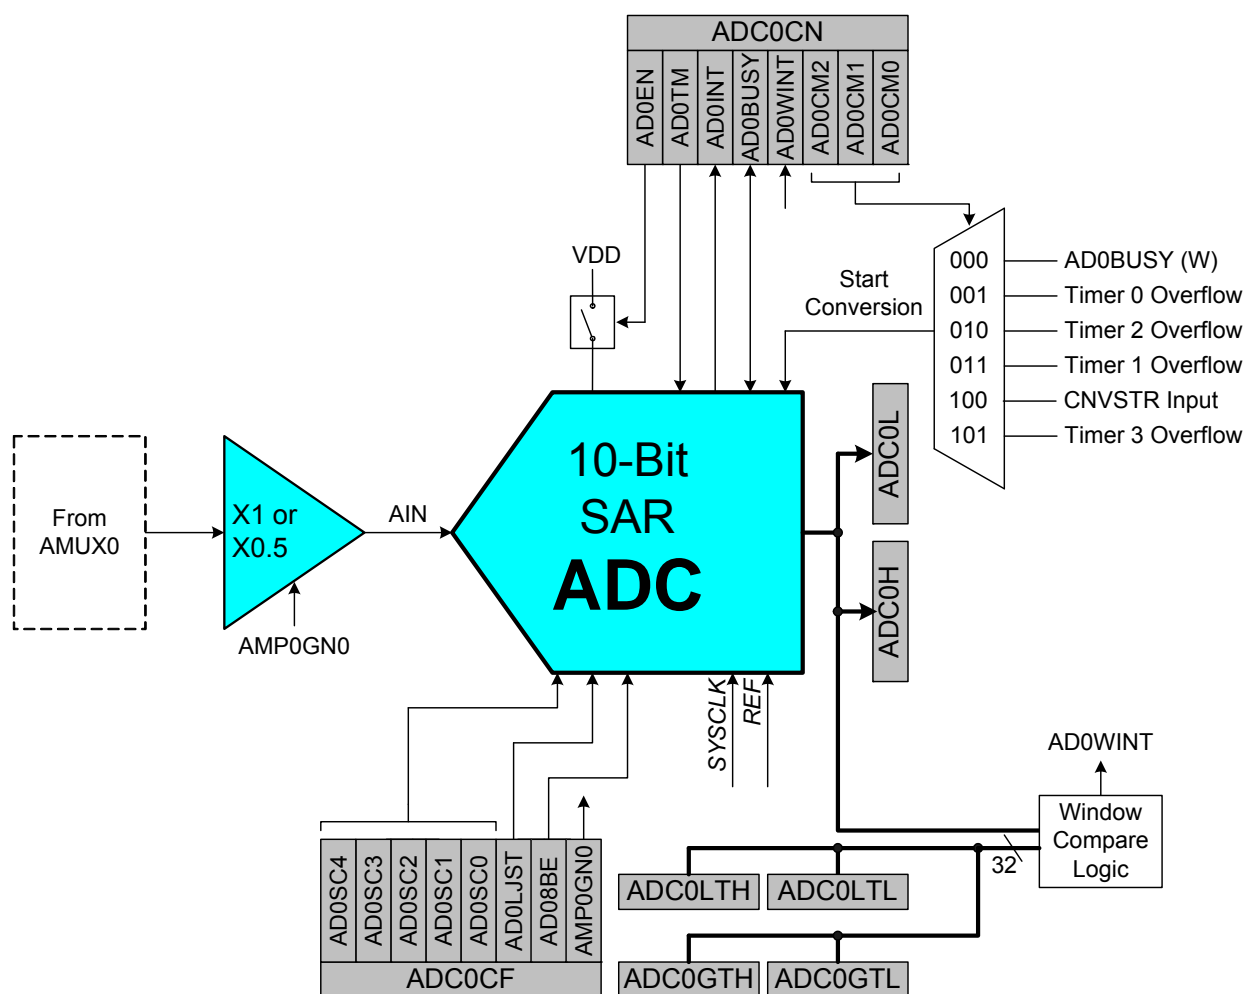 ADC0CN
AD0EN
AD0TM
AD0INT
AD0BUSY
AD0WINT
AD0CM2
AD0CM1
AD0CM0
VDD
Start
Conversion
000
001
010
011
100
101
AD0BUSY (W)
Timer 0 Overflow
Timer 2 Overflow
Timer 1 Overflow
CNVSTR Input
Timer 3 Overflow
From
AMUX0
X1 or
X0.5
AIN
AMP0GN0
10-Bit
SAR
ADC
ADC0L
ADC0H
SYSCLK
REF
AD0WINT
Window
Compare
Logic
32
AD0SC4
AD0SC3
AD0SC2
AD0SC1
AD0SC0
AD0LJST
AD08BE
AMP0GN0
ADC0CF
ADC0LTH
ADC0LTL
ADC0GTH
ADC0GTL